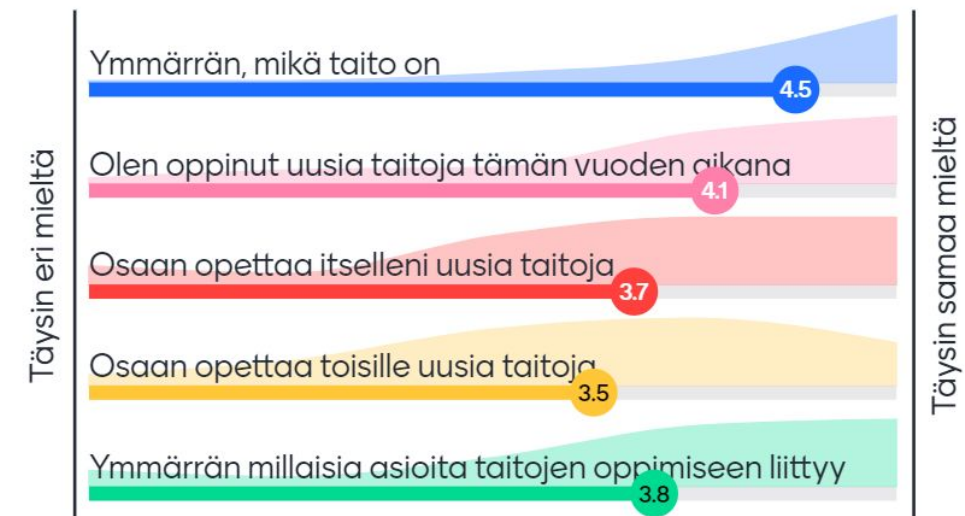 Täysin eri mieltä
Ymmärrän, mikä taito on
4.5
Olen oppinut uusia taitoja tämän vuoden aikana
4.1
Osaan opettaa itselleni uusia taitoja
3.7
Osaan opettaa toisille uusia taitoja
3.5
Ymmärrän millaisia asioita taitojen oppimiseen liittyy
3.8
Täysin samaa mieltä